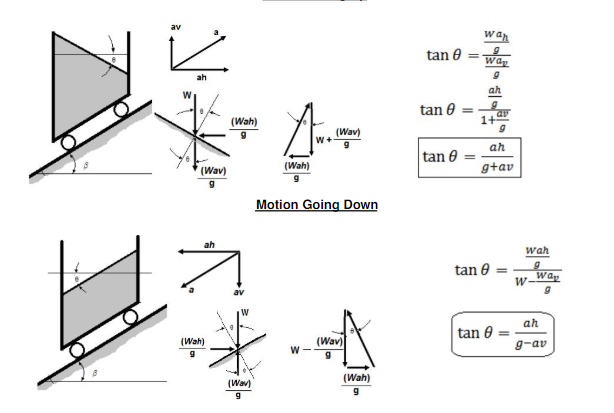 av
a
ah
θ
β
W
θ
(Wah)
g
θ
(Wav)
g
θ
W + (Wav)
g
(Wah)
g
tan θ = Wah/g / Wav/g
tan θ = ah/g / 1+av/g
tan θ = ah / g+av
Motion Going Down
ah
a
av
θ
β
W
θ
(Wah)
g
θ
(Wav)
g
W − (Wav)
g
θ
(Wah)
g
tan θ = Wah/g / W−Wav/g
tan θ = ah / g−av